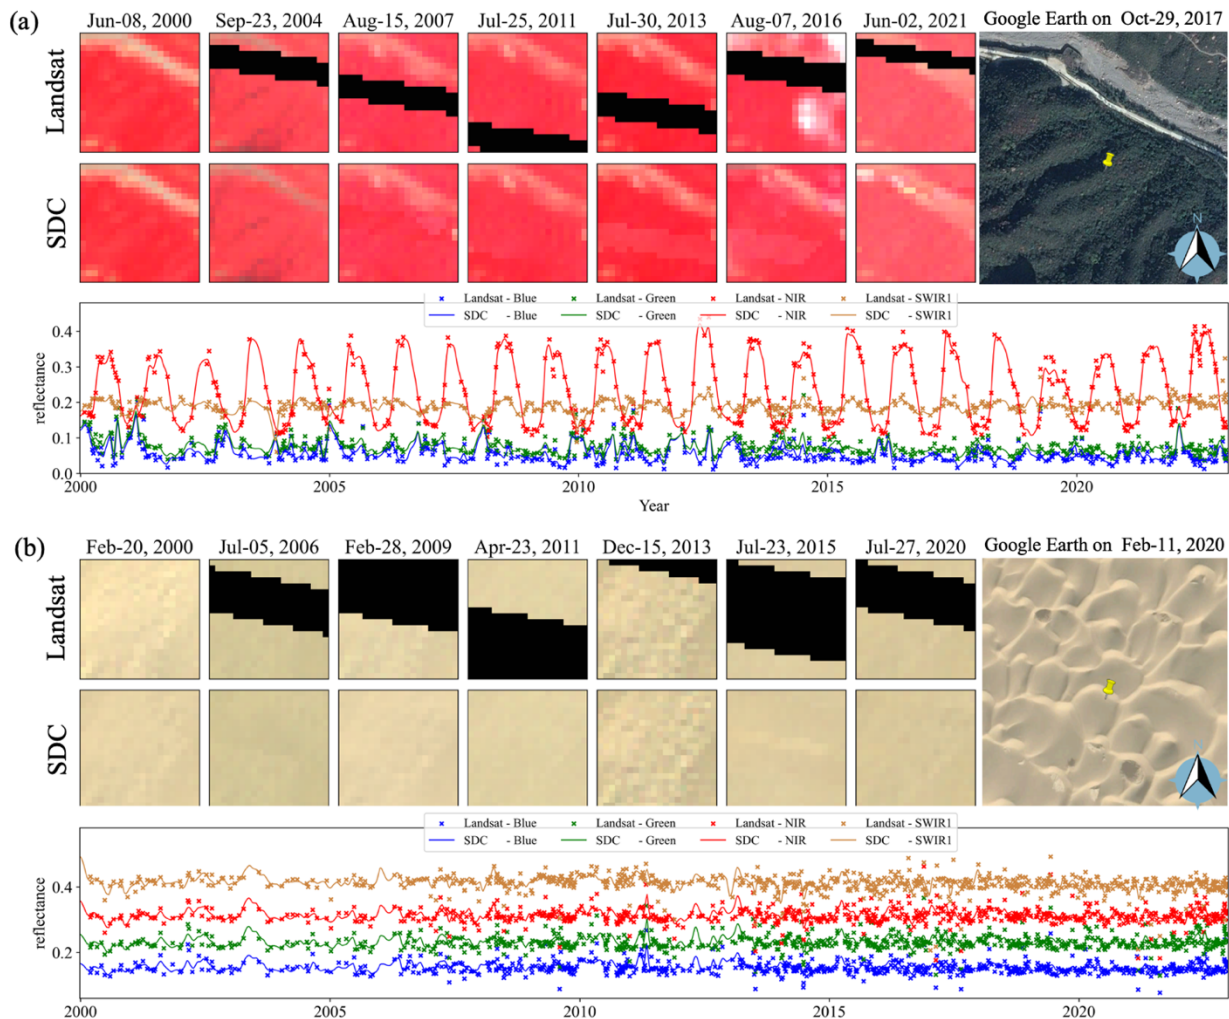 (a)
Jun-08, 2000 Sep-23, 2004 Aug-15, 2007 Jul-25, 2011 Jul-30, 2013 Aug-07, 2016 Jun-02, 2021 Google Earth on Oct-29, 2017
Landsat
SDC
N
Landsat - Blue Landsat - Green Landsat - NIR Landsat - SWIR1
SDC - Blue SDC - Green SDC - NIR SDC - SWIR1
reflectance
0.4
0.3
0.2
0.1
0.0
2000 2005 2010 2015 2020
Year
(b)
Feb-20, 2000 Jul-05, 2006 Feb-28, 2009 Apr-23, 2011 Dec-15, 2013 Jul-23, 2015 Jul-27, 2020 Google Earth on Feb-11, 2020
Landsat
SDC
N
Landsat - Blue Landsat - Green Landsat - NIR Landsat - SWIR1
SDC - Blue SDC - Green SDC - NIR SDC - SWIR1
reflectance
0.4
0.2
2000 2005 2010 2015 2020